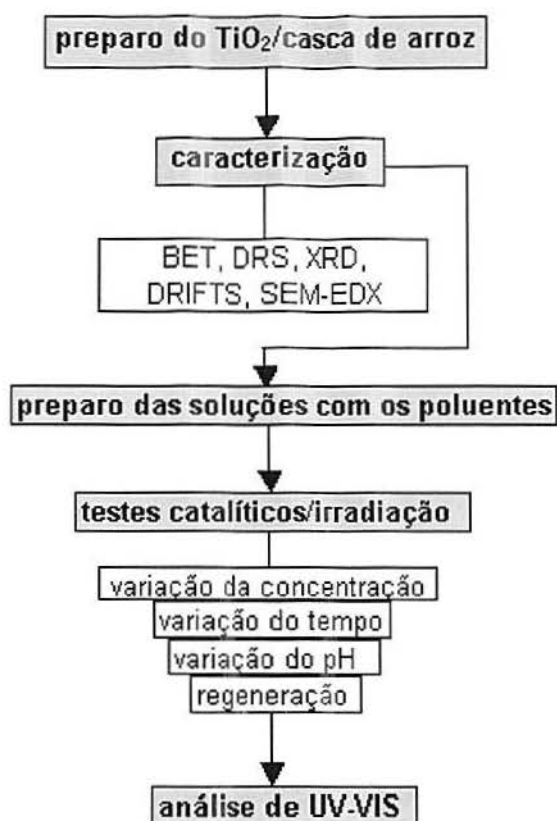 preparo do TiO₂/casca de arroz
caracterização
BET, DRS, XRD,
DRIFTS, SEM-EDX
preparo das soluções com os poluentes
testes catalíticos/irradiação
variação da concentração
variação do tempo
variação do pH
regeneração
análise de UV-VIS